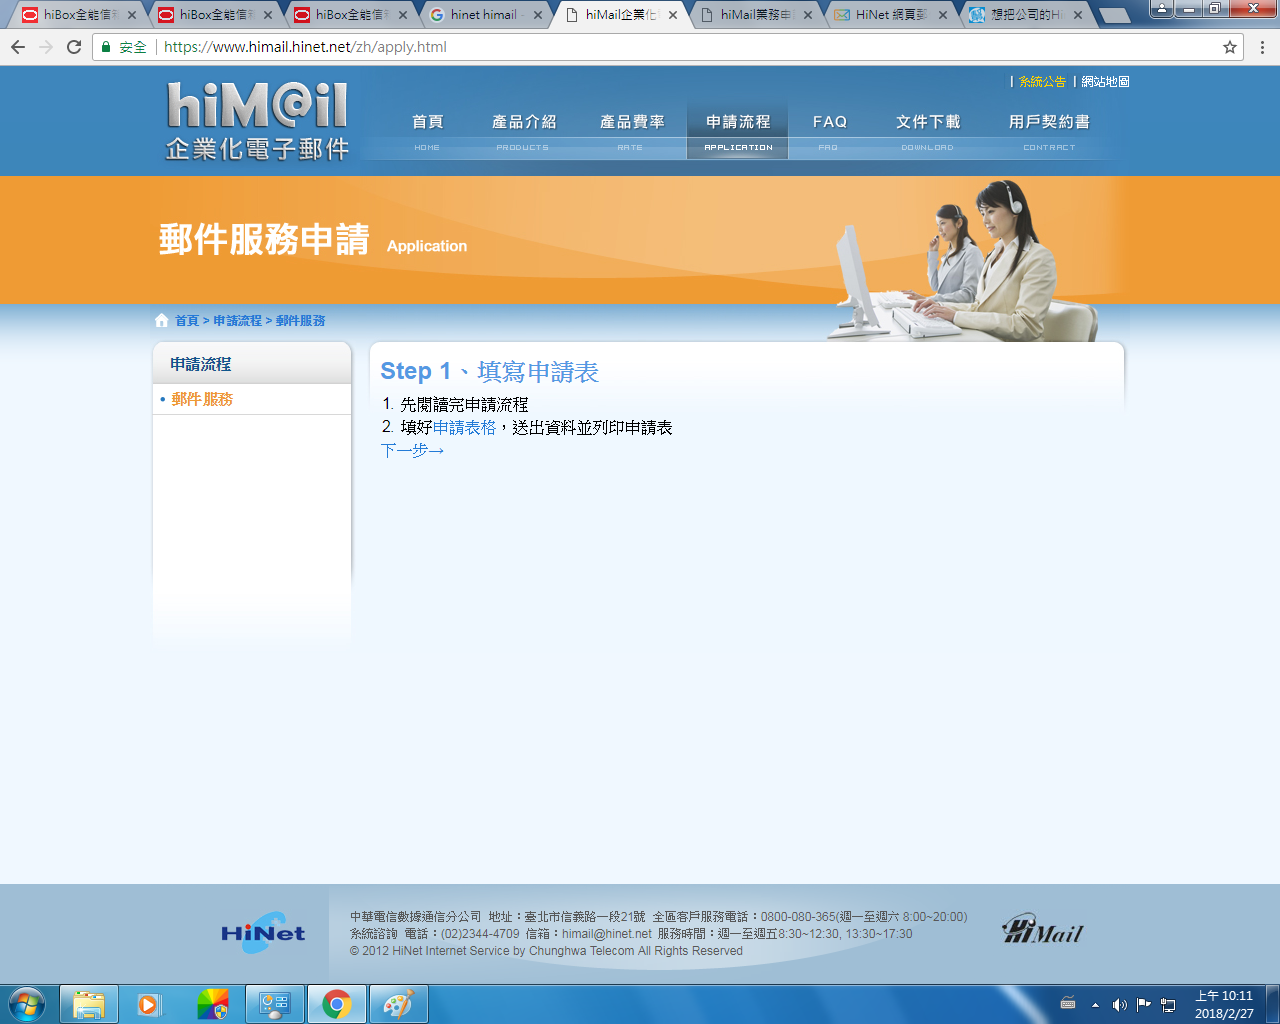 hiBox全能信
hiBox全能信
hiBox全能信
hinet himail -
hiMail企業化
hiMail業務申
HiNet 網頁郵
想把公司的Hi
安全 | https://www.himail.hinet.net/zh/apply.html
| 系統公告 | 網站地圖
hiM@il
企業化電子郵件
首頁 產品介紹 產品費率 申請流程 FAQ 文件下載 用戶契約書
HOME PRODUCTS RATE APPLICATION FAQ DOWNLOAD CONTRACT
郵件服務申請 Application
首頁 > 申請流程 > 郵件服務
申請流程
• 郵件服務
Step 1、填寫申請表
1. 先閱讀完申請流程
2. 填好申請表格，送出資料並列印申請表
下一步→
HiNet
中華電信數據通信分公司 地址：臺北市信義路一段21號 全區客戶服務電話：0800-080-365(週一至週六 8:00~20:00)
系統諮詢 電話：(02)2344-4709 信箱：himail@hinet.net 服務時間：週一至週五8:30~12:30, 13:30~17:30
© 2012 HiNet Internet Service by Chunghwa Telecom All Rights Reserved
HiMail
上午 10:11
2018/2/27